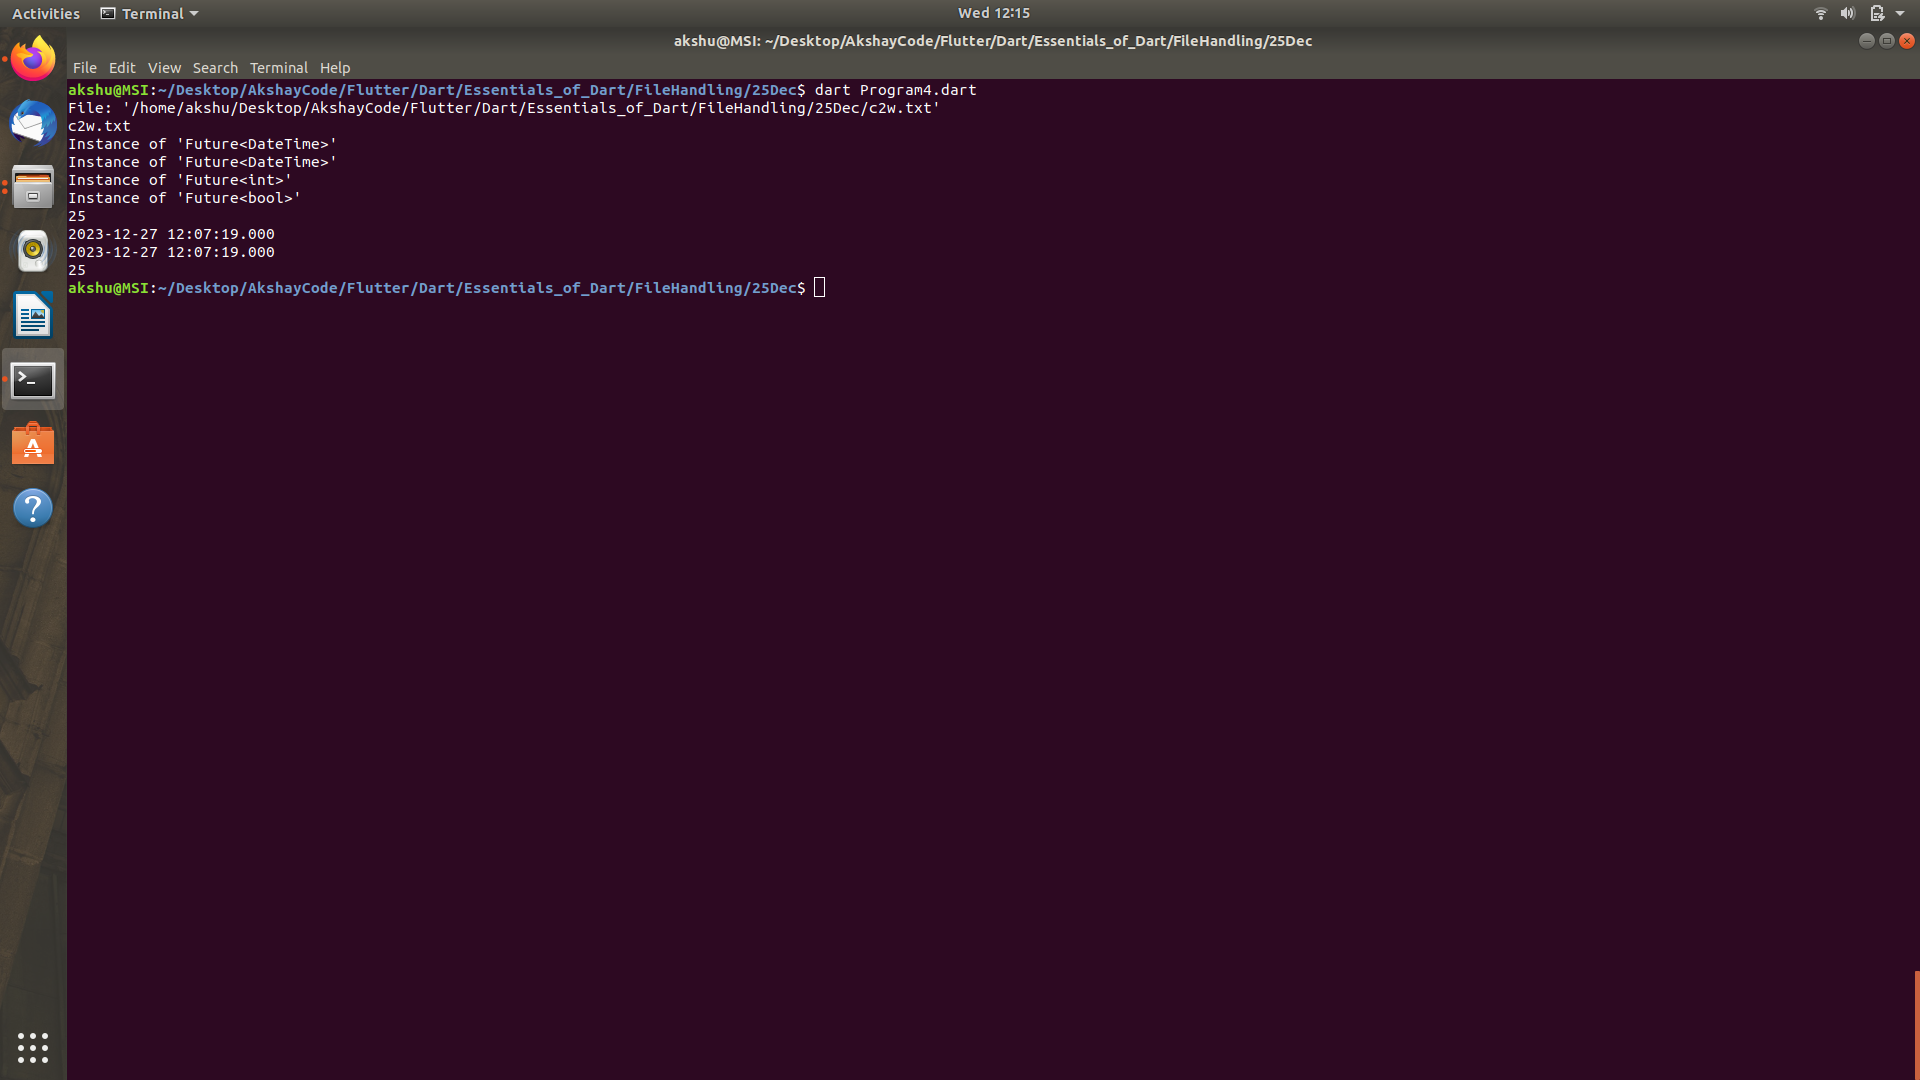 Activities Terminal Wed 12:15
akshu@MSI: ~/Desktop/AkshayCode/Flutter/Dart/Essentials_of_Dart/FileHandling/25Dec
File Edit View Search Terminal Help
akshu@MSI:~/Desktop/AkshayCode/Flutter/Dart/Essentials_of_Dart/FileHandling/25Dec$ dart Program4.dart
File: '/home/akshu/Desktop/AkshayCode/Flutter/Dart/Essentials_of_Dart/FileHandling/25Dec/c2w.txt'
c2w.txt
Instance of 'Future<DateTime>'
Instance of 'Future<DateTime>'
Instance of 'Future<int>'
Instance of 'Future<bool>'
25
2023-12-27 12:07:19.000
2023-12-27 12:07:19.000
25
akshu@MSI:~/Desktop/AkshayCode/Flutter/Dart/Essentials_of_Dart/FileHandling/25Dec$